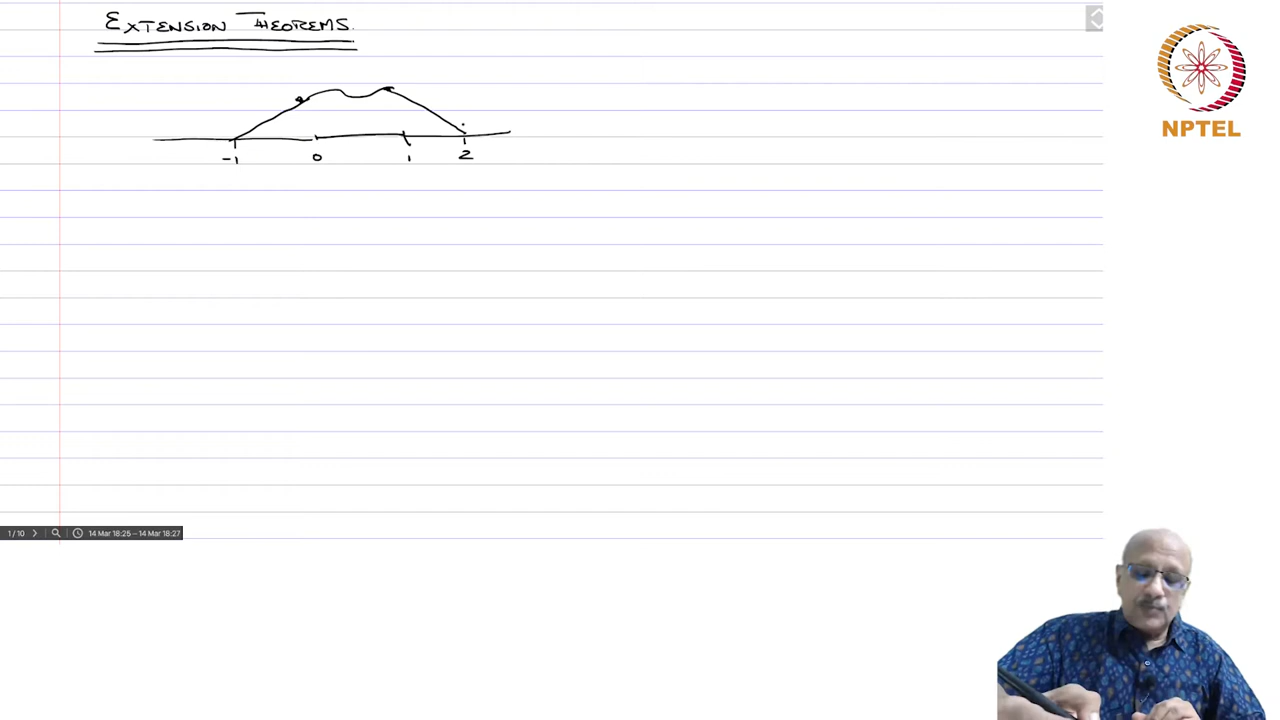 EXTENSION THEOREMS.
-1 0 1 2
NPTEL
1 / 10 14 Mar 18:25 – 14 Mar 18:27